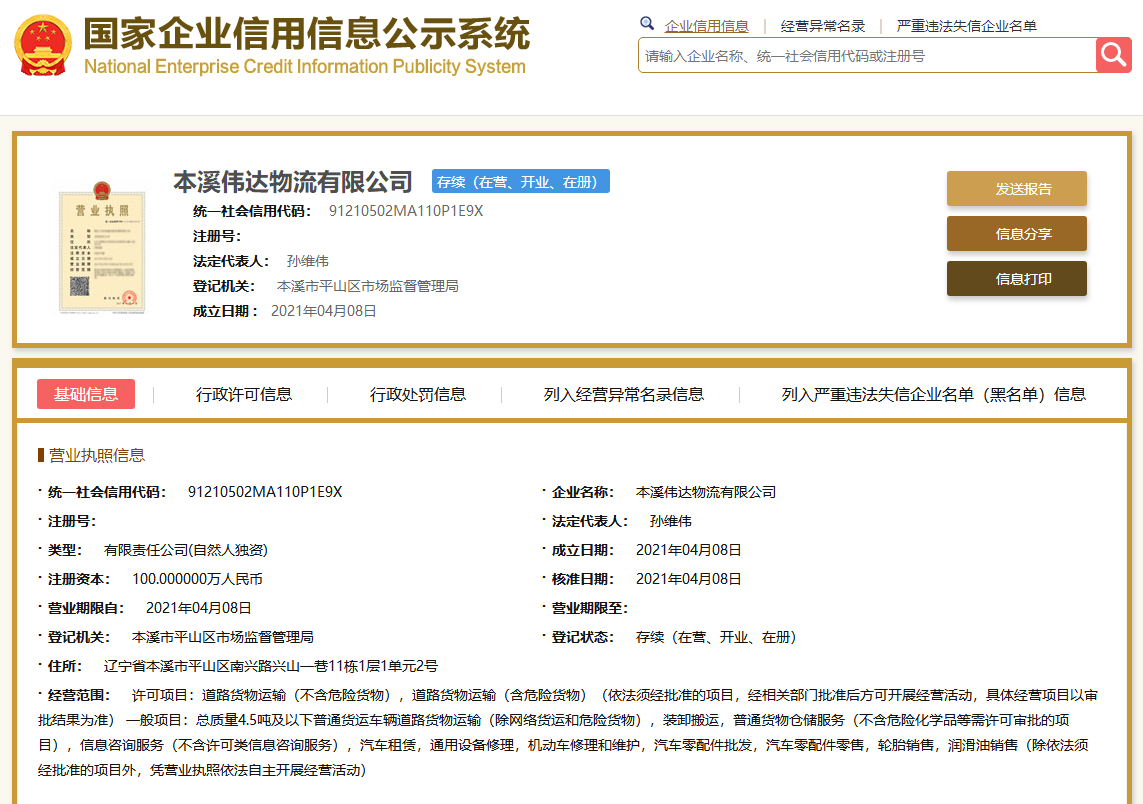 国家企业信用信息公示系统
National Enterprise Credit Information Publicity System
企业信用信息 | 经营异常名录 | 严重违法失信企业名单
请输入企业名称、统一社会信用代码或注册号
营业执照
本溪伟达物流有限公司 存续（在营、开业、在册）
统一社会信用代码： 91210502MA110P1E9X
注册号：
法定代表人： 孙维伟
登记机关： 本溪市平山区市场监督管理局
成立日期： 2021年04月08日
发送报告
信息分享
信息打印
基础信息 | 行政许可信息 | 行政处罚信息 | 列入经营异常名录信息 | 列入严重违法失信企业名单（黑名单）信息
营业执照信息
· 统一社会信用代码： 91210502MA110P1E9X · 企业名称： 本溪伟达物流有限公司
· 注册号： · 法定代表人： 孙维伟
· 类型： 有限责任公司(自然人独资) · 成立日期： 2021年04月08日
· 注册资本： 100.000000万人民币 · 核准日期： 2021年04月08日
· 营业期限自： 2021年04月08日 · 营业期限至：
· 登记机关： 本溪市平山区市场监督管理局 · 登记状态： 存续（在营、开业、在册）
· 住所： 辽宁省本溪市平山区南兴路兴山一巷11栋1层1单元2号
· 经营范围： 许可项目：道路货物运输（不含危险货物），道路货物运输（含危险货物）（依法须经批准的项目，经相关部门批准后方可开展经营活动，具体经营项目以审
批结果为准） 一般项目：总质量4.5吨及以下普通货运车辆道路货物运输（除网络货运和危险货物），装卸搬运，普通货物仓储服务（不含危险化学品等需许可审批的项
目），信息咨询服务（不含许可类信息咨询服务），汽车租赁，通用设备修理，机动车修理和维护，汽车零配件批发，汽车零配件零售，轮胎销售，润滑油销售（除依法须
经批准的项目外，凭营业执照依法自主开展经营活动）